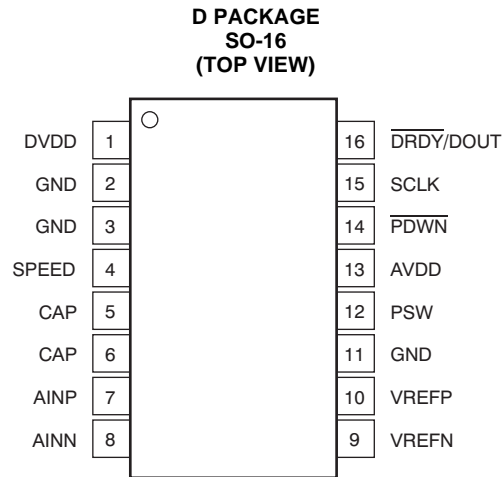 D PACKAGE
SO-16
(TOP VIEW)
DVDD 1 16 DRDY/DOUT
GND 2 15 SCLK
GND 3 14 PDWN
SPEED 4 13 AVDD
CAP 5 12 PSW
CAP 6 11 GND
AINP 7 10 VREFP
AINN 8 9 VREFN